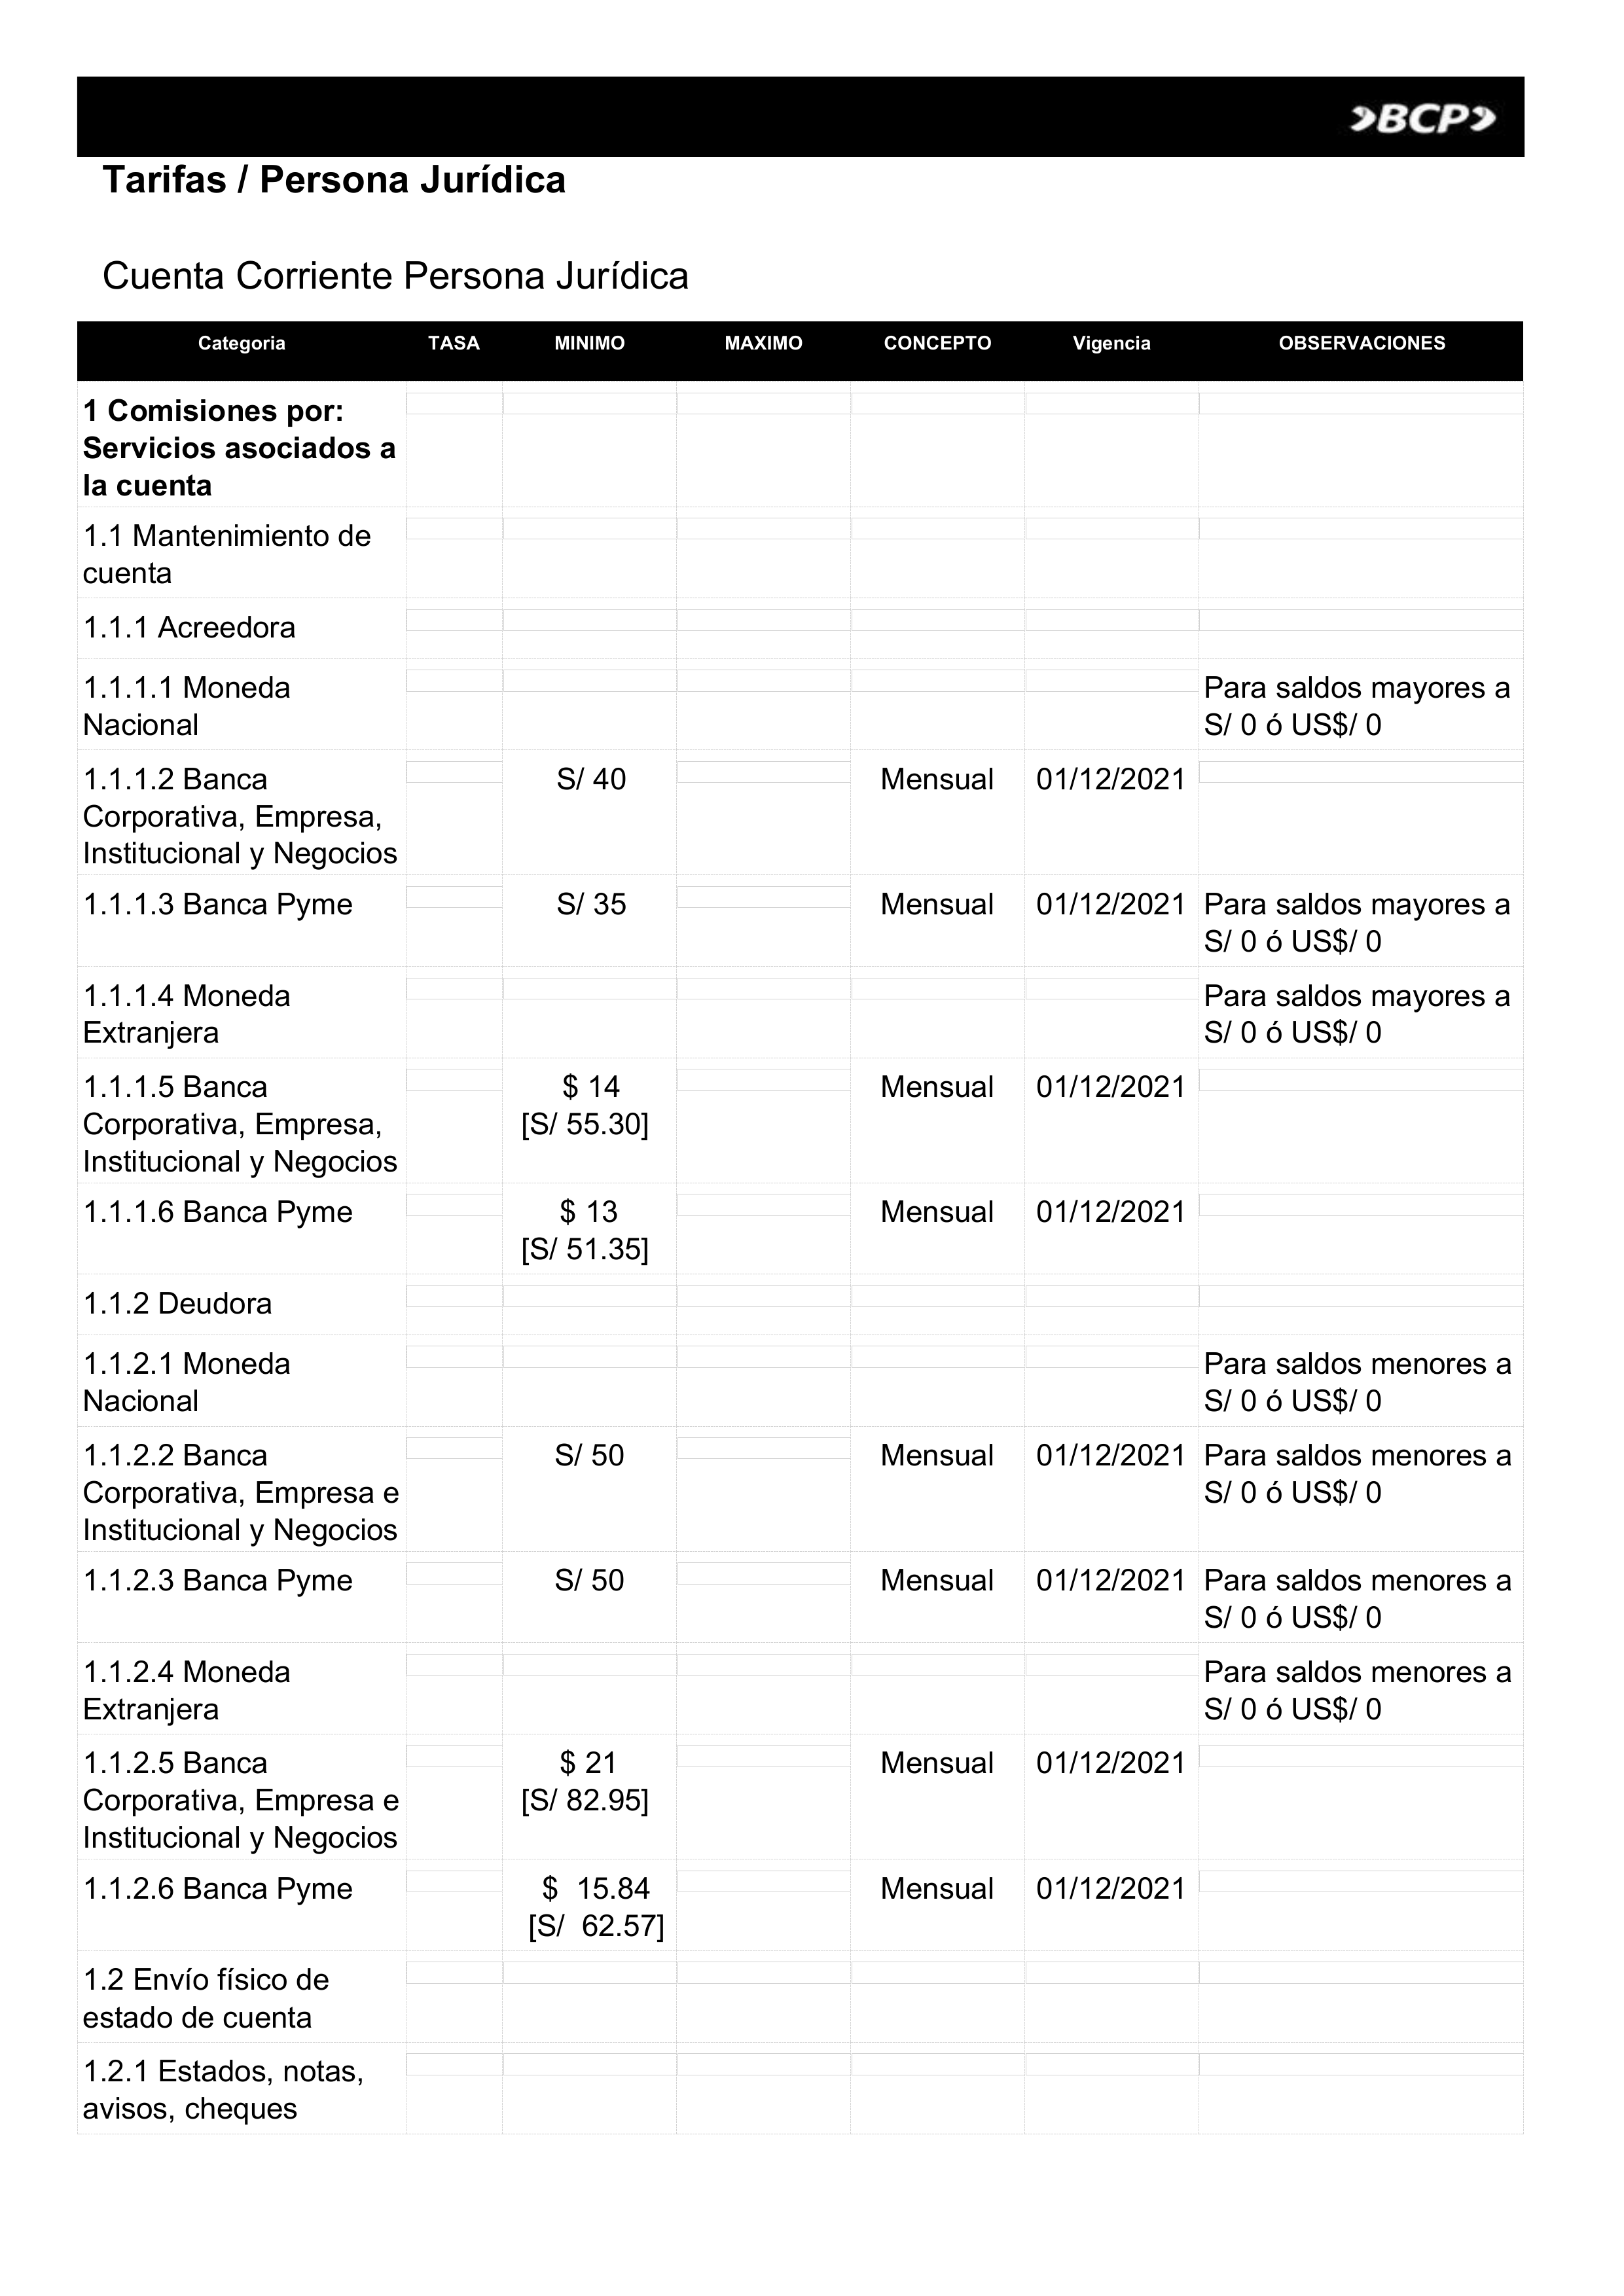 BCP
Tarifas / Persona Jurídica
Cuenta Corriente Persona Jurídica
Categoria TASA MINIMO MAXIMO CONCEPTO Vigencia OBSERVACIONES
1 Comisiones por:
Servicios asociados a
la cuenta
1.1 Mantenimiento de
cuenta
1.1.1 Acreedora
1.1.1.1 Moneda Para saldos mayores a
Nacional S/ 0 ó US$/ 0
1.1.1.2 Banca S/ 40 Mensual 01/12/2021
Corporativa, Empresa,
Institucional y Negocios
1.1.1.3 Banca Pyme S/ 35 Mensual 01/12/2021 Para saldos mayores a
S/ 0 ó US$/ 0
1.1.1.4 Moneda Para saldos mayores a
Extranjera S/ 0 ó US$/ 0
1.1.1.5 Banca $ 14 Mensual 01/12/2021
Corporativa, Empresa, [S/ 55.30]
Institucional y Negocios
1.1.1.6 Banca Pyme $ 13 Mensual 01/12/2021
[S/ 51.35]
1.1.2 Deudora
1.1.2.1 Moneda Para saldos menores a
Nacional S/ 0 ó US$/ 0
1.1.2.2 Banca S/ 50 Mensual 01/12/2021 Para saldos menores a
Corporativa, Empresa e S/ 0 ó US$/ 0
Institucional y Negocios
1.1.2.3 Banca Pyme S/ 50 Mensual 01/12/2021 Para saldos menores a
S/ 0 ó US$/ 0
1.1.2.4 Moneda Para saldos menores a
Extranjera S/ 0 ó US$/ 0
1.1.2.5 Banca $ 21 Mensual 01/12/2021
Corporativa, Empresa e [S/ 82.95]
Institucional y Negocios
1.1.2.6 Banca Pyme $ 15.84 Mensual 01/12/2021
[S/ 62.57]
1.2 Envío físico de
estado de cuenta
1.2.1 Estados, notas,
avisos, cheques